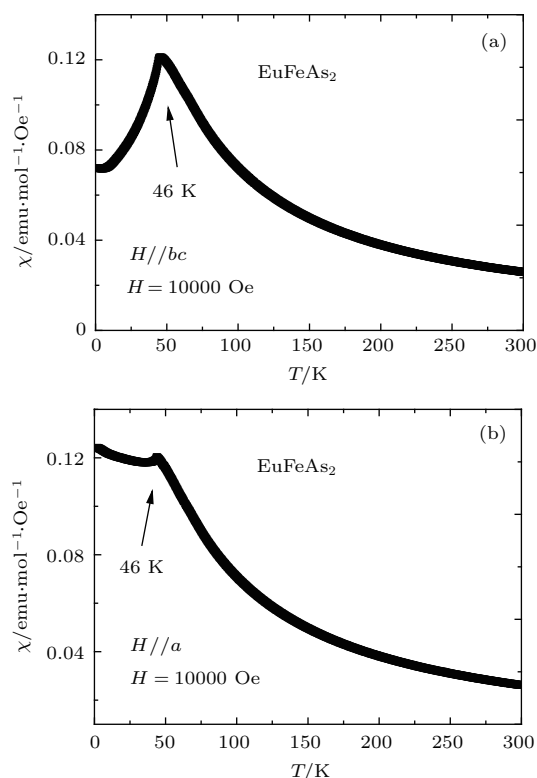 (a)
0.12
EuFeAs₂
0.08
46 K
0.04
H//bc
H = 10000 Oe
0
χ/emu·mol⁻¹·Oe⁻¹
0 50 100 150 200 250 300
T/K
(b)
0.12
EuFeAs₂
0.08
46 K
0.04
H//a
H = 10000 Oe
χ/emu·mol⁻¹·Oe⁻¹
0 50 100 150 200 250 300
T/K